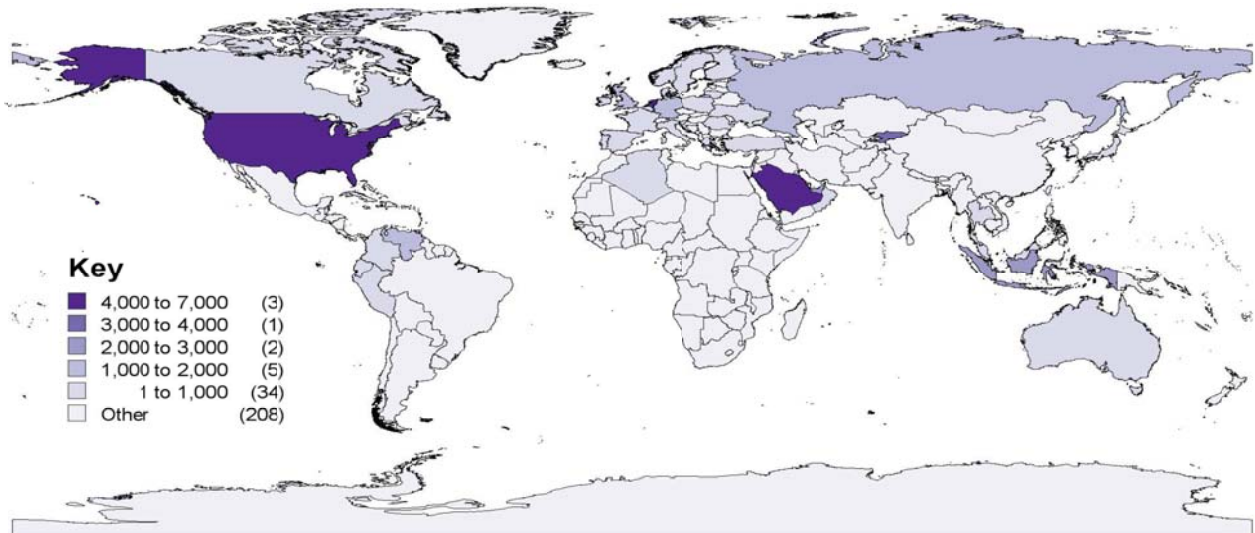 Key
4,000 to 7,000 (3)
3,000 to 4,000 (1)
2,000 to 3,000 (2)
1,000 to 2,000 (5)
1 to 1,000 (34)
Other (208)